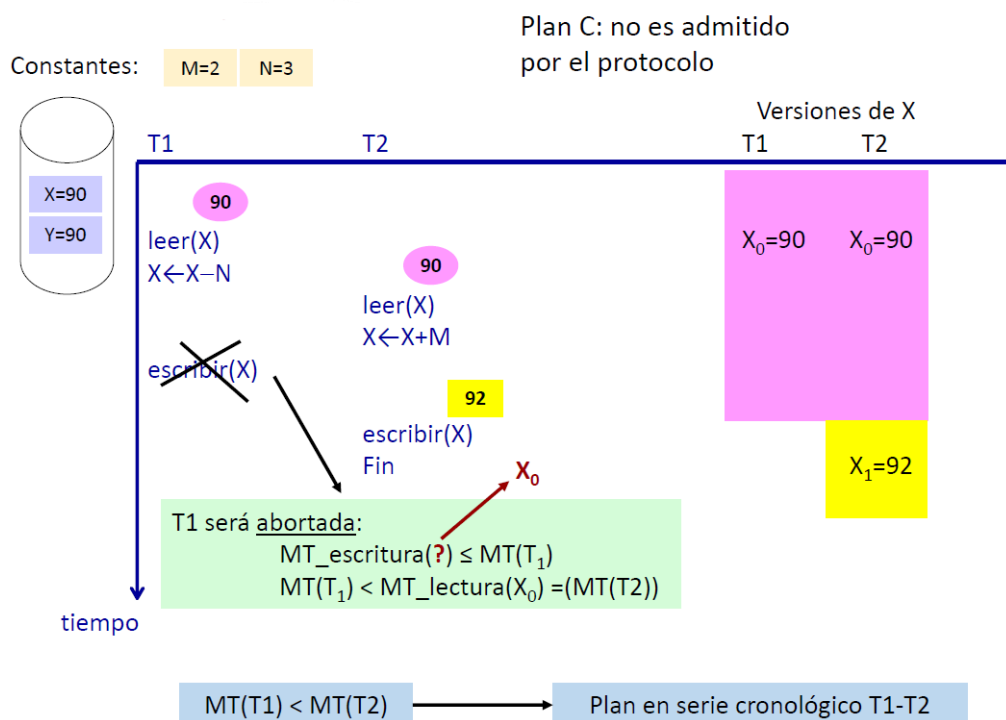 Plan C: no es admitido
por el protocolo
Constantes: M=2 N=3
Versiones de X
T1 T2 T1 T2
X=90
Y=90
90
leer(X)
X←X−N
90
leer(X)
X←X+M
X₀=90 X₀=90
escribir(X)
92
escribir(X)
Fin
X₁=92
X₀
T1 será abortada:
MT_escritura(?) ≤ MT(T₁)
MT(T₁) < MT_lectura(X₀) =(MT(T2))
tiempo
MT(T1) < MT(T2) Plan en serie cronológico T1-T2